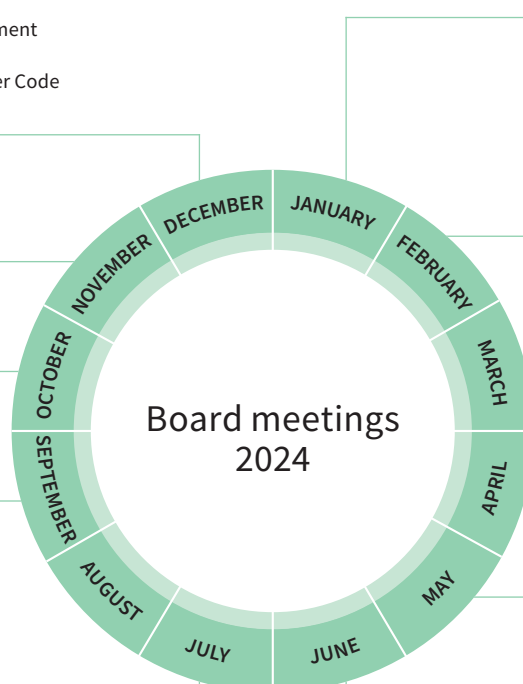 ment
er Code
DECEMBER
JANUARY
NOVEMBER
FEBRUARY
OCTOBER
MARCH
Board meetings
2024
SEPTEMBER
APRIL
AUGUST
MAY
JULY
JUNE